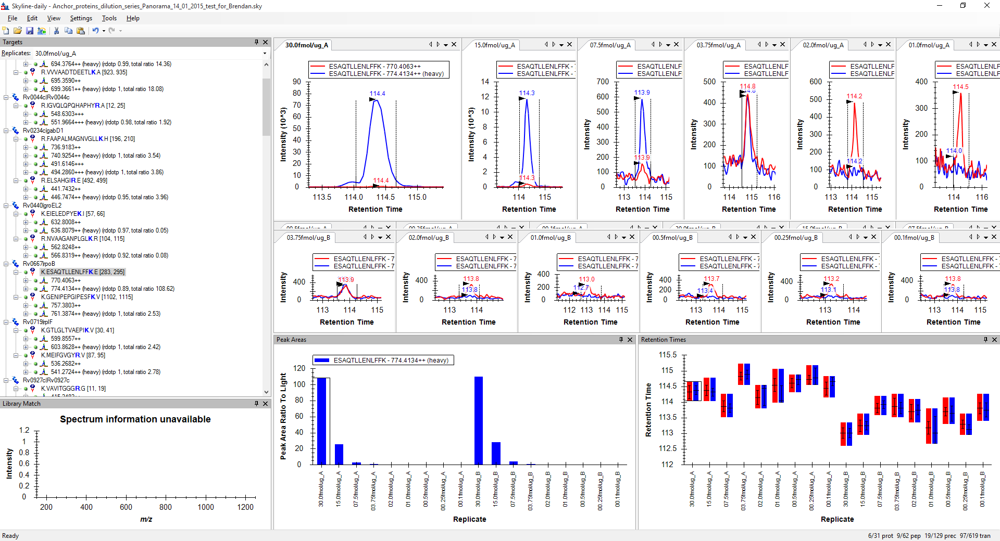 Skyline-daily - Anchor_proteins_dilution_series_Panorama_14_01_2015_test_for_Brendan.sky
File Edit View Settings Tools Help
Targets
Replicates: 30.0fmol/ug_A
694.3764++ (heavy) (rdotp 0.99, total ratio 14.36)
R.VVVAADTDEETLK.A [923, 935]
695.3590++
699.3661++ (heavy) (rdotp 1, total ratio 18.08)
Rv0044c|Rv0044c
R.IGVQLQPQHAPHYR.A [12, 25]
548.6303+++
551.9664+++ (heavy) (rdotp 0.98, total ratio 1.92)
Rv0234c|gabD1
R.FAAPALMAGNVGLLK.H [196, 210]
736.9183++
740.9254++ (heavy) (rdotp 1, total ratio 3.54)
491.6146+++
494.2860+++ (heavy) (rdotp 1, total ratio 3.86)
R.ELSAHGIR.E [492, 499]
441.7432++
446.7474++ (heavy) (rdotp 0.95, total ratio 3.96)
Rv0440|groEL2
K.EIELEDPYEK.I [57, 66]
632.8008++
636.8079++ (heavy) (rdotp 0.97, total ratio 0.05)
R.NVAAGANPLGLK.R [104, 115]
562.8248++
566.8319++ (heavy) (rdotp 0.92, total ratio 0.08)
Rv0667|rpoB
K.ESAQTLLENLFFK.E [283, 295]
770.4063++
774.4134++ (heavy) (rdotp 0.89, total ratio 108.62)
K.GENIPEPGIPESFK.V [1102, 1115]
757.3803++
761.3874++ (heavy) (rdotp 1, total ratio 2.53)
Rv0719|rplF
K.GTLGLTVAEPIK.V [30, 41]
599.8557++
603.8628++ (heavy) (rdotp 1, total ratio 2.42)
K.MEIFGVGYR.V [87, 95]
536.2682++
541.2724++ (heavy) (rdotp 1, total ratio 2.78)
Rv0927c|Rv0927c
K.VAVITGGGR.G [11, 19]
Library Match
Spectrum information unavailable
1.2
1
0.8
0.6
0.4
0.2
0
Intensity
200 400 600 800 1000 1200
m/z
30.0fmol/ug_A
ESAQTLLENLFFK - 770.4063++
ESAQTLLENLFFK - 774.4134++ (heavy)
90
80
70
60
50
40
30
20
10
0
Intensity (10^3)
114.4
114.4
113.5 114.0 114.5 115.0
Retention Time
15.0fmol/ug_A
ESAQTLLENLFFK -
ESAQTLLENLFFK -
14
12
10
8
6
4
2
0
Intensity (10^3)
114.3
114.3
114 115
Retention Time
07.5fmol/ug_A
ESAQTLLENLF
ESAQTLLENLF
700
600
500
400
300
200
100
0
Intensity
113.9
113.9
113 114 115
Retention Time
03.75fmol/ug_A
ESAQTLLENLF
ESAQTLLENLF
500
400
300
200
100
0
Intensity
114.8
114 115 116
Retention Time
02.0fmol/ug_A
ESAQTLLENLF
ESAQTLLENLF
600
500
400
300
200
100
0
Intensity
114.2
114.2
113 114 115
Retention Time
01.0fmol/ug_A
ESAQTLLENLF
ESAQTLLENLF
400
300
200
100
0
Intensity
114.5
114.0
114 116
Retention Time
00.5fmol/ug_A 00.25fmol/ug_A 00.1fmol/ug_A 30.0fmol/ug_B 15.0fmol/ug_B 07.5fmol/ug_B
03.75fmol/ug_B
ESAQTLLENLFFK - 7
ESAQTLLENLFFK - 7
400
200
0
Intensity
113.9
113 114 115
Retention Time
02.0fmol/ug_B
ESAQTLLENLFFK - 7
ESAQTLLENLFFK - 7
400
200
0
Intensity
113.8
113.8
113 114
Retention Time
01.0fmol/ug_B
ESAQTLLENLFFK - 7
ESAQTLLENLFFK - 7
400
200
0
Intensity
113.0
112.7
112 113 114 115
Retention Time
00.5fmol/ug_B
ESAQTLLENLFFK - 7
ESAQTLLENLFFK - 7
400
200
0
Intensity
113.7
113.4
113 114 115
Retention Time
00.25fmol/ug_B
ESAQTLLENLFFK -
ESAQTLLENLFFK -
400
200
0
Intensity
113.2
113.1
113 114
Retention Time
00.1fmol/ug_B
ESAQTLLENLFFK
ESAQTLLENLFFK
400
200
0
Intensity
113.8
113.8
113 114 115
Retention Time
Peak Areas
ESAQTLLENLFFK - 774.4134++ (heavy)
120
100
80
60
40
20
0
Peak Area Ratio To Light
30.0fmol/ug_A
15.0fmol/ug_A
07.5fmol/ug_A
03.75fmol/ug_A
02.0fmol/ug_A
01.0fmol/ug_A
00.5fmol/ug_A
00.25fmol/ug_A
00.1fmol/ug_A
30.0fmol/ug_B
15.0fmol/ug_B
07.5fmol/ug_B
03.75fmol/ug_B
02.0fmol/ug_B
01.0fmol/ug_B
00.5fmol/ug_B
00.25fmol/ug_B
00.1fmol/ug_B
Replicate
Retention Times
115.5
115
114.5
114
113.5
113
112.5
112
Retention Time
30.0fmol/ug_A
15.0fmol/ug_A
07.5fmol/ug_A
03.75fmol/ug_A
02.0fmol/ug_A
01.0fmol/ug_A
00.5fmol/ug_A
00.25fmol/ug_A
00.1fmol/ug_A
30.0fmol/ug_B
15.0fmol/ug_B
07.5fmol/ug_B
03.75fmol/ug_B
02.0fmol/ug_B
01.0fmol/ug_B
00.5fmol/ug_B
00.25fmol/ug_B
00.1fmol/ug_B
Replicate
Ready
6/31 prot 9/62 pep 19/129 prec 97/619 tran